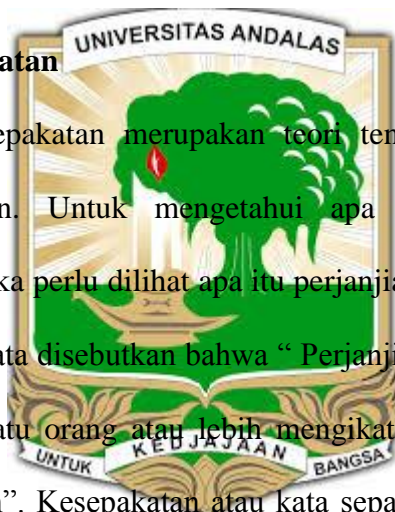 UNIVERSITAS ANDALAS
atan
epakatan merupakan teori ten
n. Untuk mengetahui apa
ka perlu dilihat apa itu perjanjia
ata disebutkan bahwa “ Perjanji
atu orang atau lebih mengikat
UNTUK KEDJAJAAN BANGSA
n”. Kesepakatan atau kata sepa